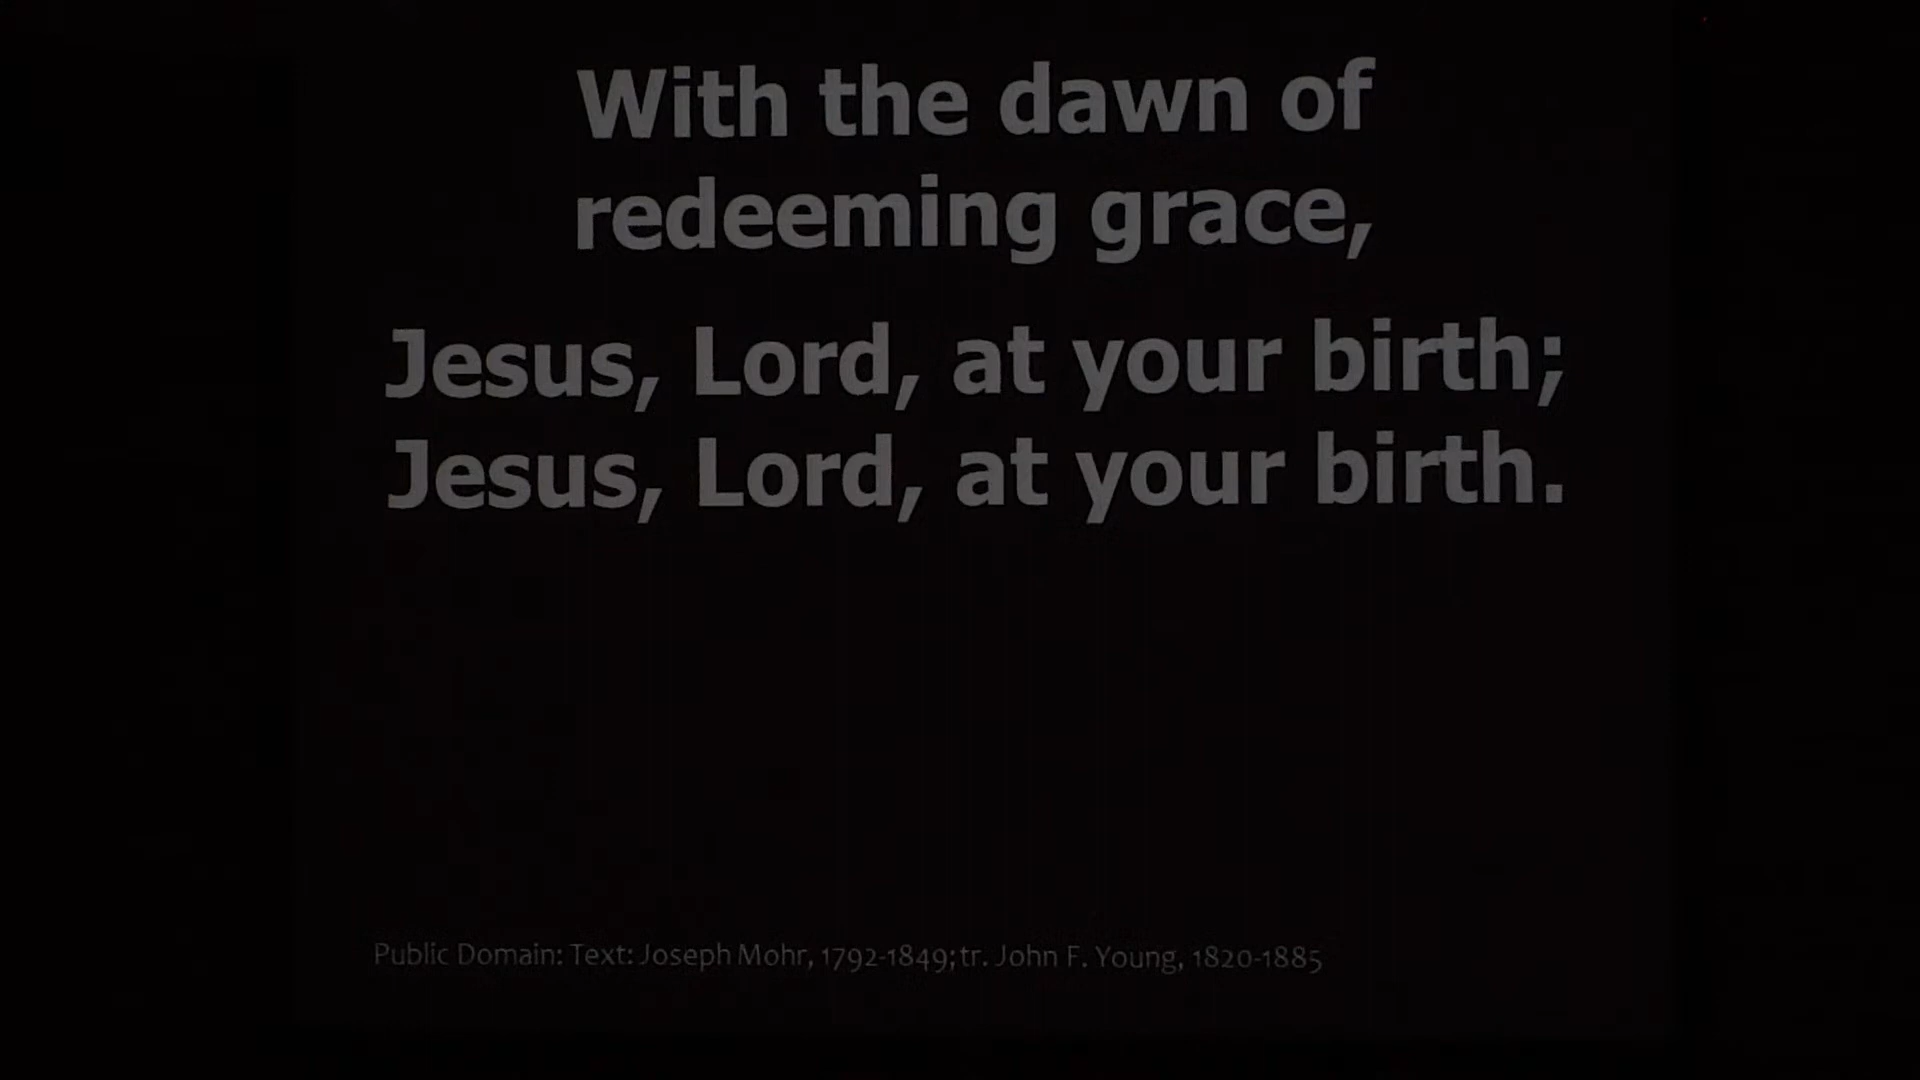 With the dawn of
redeeming grace,
Jesus, Lord, at your birth;
Jesus, Lord, at your birth.
Public Domain: Text: Joseph Mohr, 1792-1849; tr. John F. Young, 1820-1885